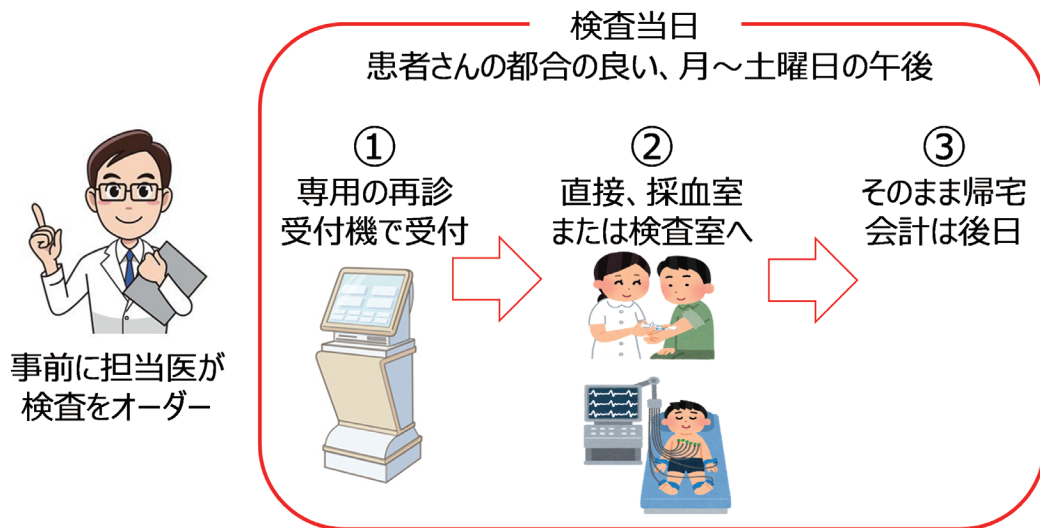 検査当日
患者さんの都合の良い、月～土曜日の午後
①
専用の再診
受付機で受付
②
直接、採血室
または検査室へ
③
そのまま帰宅
会計は後日
事前に担当医が
検査をオーダー